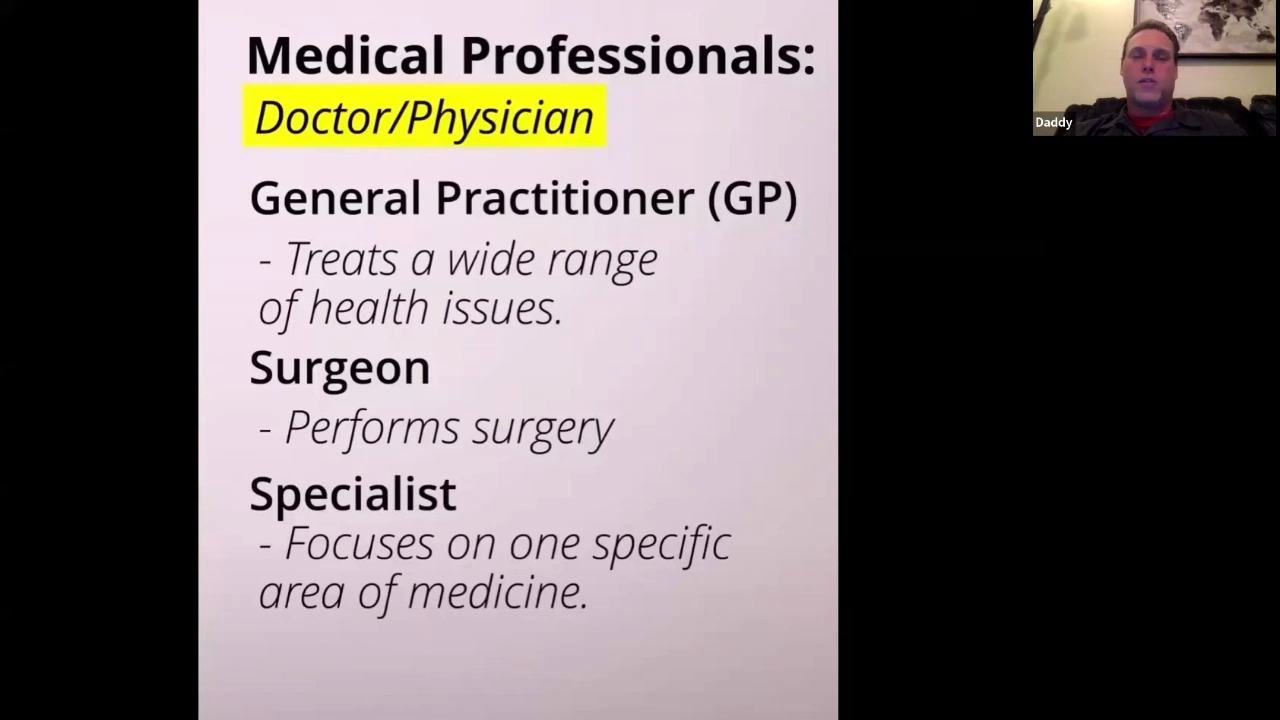 Medical Professionals:
Doctor/Physician
General Practitioner (GP)
- Treats a wide range
of health issues.
Surgeon
- Performs surgery
Specialist
- Focuses on one specific
area of medicine.
Daddy